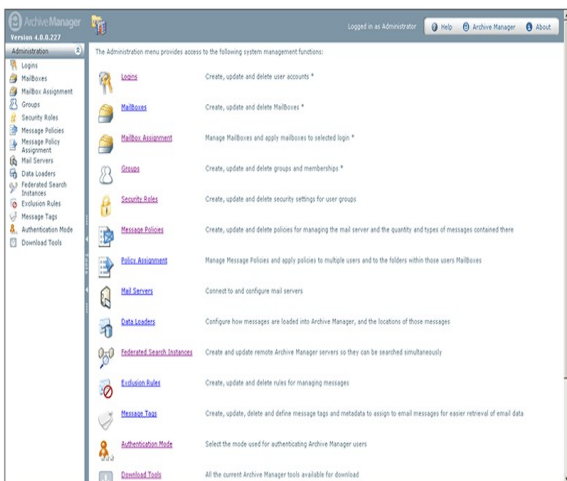 Archive Manager
Version 4.0.0.227
Logged in as Administrator
Help
Archive Manager
About
Administration
Logins
MailBoxes
MailBox Assignment
Groups
Security Roles
Message Policies
Message Policy
Assignment
Mail Servers
Data Loaders
Federated Search
Instances
Exclusion Rules
Message Tags
Authentication Mode
Download Tools
The Administration menu provides access to the following system management functions:
Logins Create, update and delete user accounts *
MailBoxes Create, update and delete MailBoxes *
MailBox Assignment Manage MailBoxes and apply mailboxes to selected login *
Groups Create, update and delete groups and memberships *
Security Roles Create, update and delete security settings for user groups
Message Policies Create, update and delete policies for managing the mail server and the quantity and types of messages contained there
Policy Assignment Manage Message Policies and apply policies to multiple users and to the folders within those users Mailboxes
Mail Servers Connect to and configure mail servers
Data Loaders Configure how messages are loaded into Archive Manager, and the locations of those messages
Federated Search Instances Create and update remote Archive Manager servers so they can be searched simultaneously
Exclusion Rules Create, update and delete rules for managing messages
Message Tags Create, update, delete and define message tags and metadata to assign to email messages for easier retrieval of email data
Authentication Mode Select the mode used for authenticating Archive Manager users
Download Tools All the current Archive Manager tools available for download